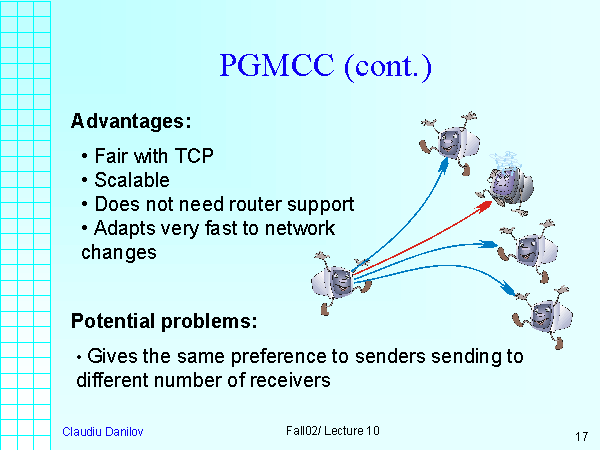 PGMCC (cont.)
Advantages:
• Fair with TCP
• Scalable
• Does not need router support
• Adapts very fast to network
changes
Potential problems:
• Gives the same preference to senders sending to
different number of receivers
Claudiu Danilov
Fall02/ Lecture 10
17